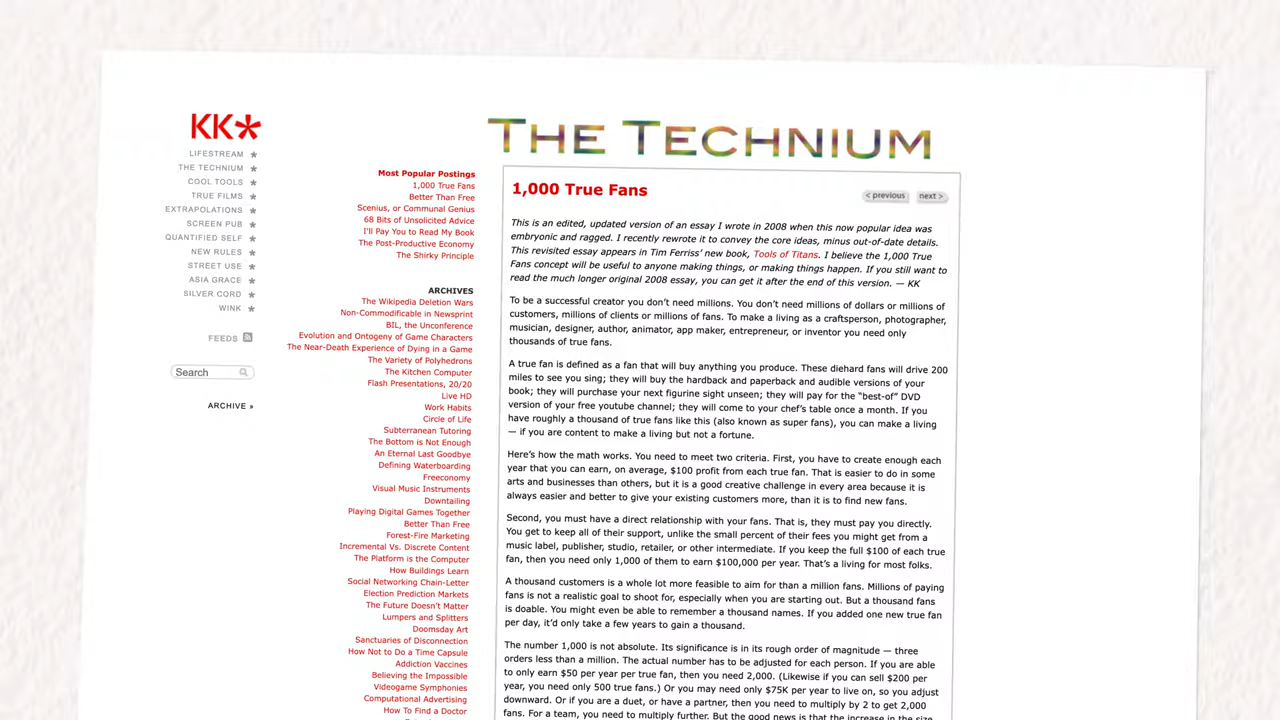 KK*
LIFESTREAM *
THE TECHNIUM *
COOL TOOLS *
TRUE FILMS *
EXTRAPOLATIONS *
SCREEN PUB *
QUANTIFIED SELF *
NEW RULES *
STREET USE *
ASIA GRACE *
SILVER CORD *
WINK *
FEEDS
Search
ARCHIVE »
Most Popular Postings
1,000 True Fans
Better Than Free
Scenius, or Communal Genius
68 Bits of Unsolicited Advice
I'll Pay You to Read My Book
The Post-Productive Economy
The Shirky Principle
ARCHIVES
The Wikipedia Deletion Wars
Non-Commodificable in Newsprint
BIL, the Unconference
Evolution and Ontogeny of Game Characters
The Near-Death Experience of Dying in a Game
The Variety of Polyhedrons
The Kitchen Computer
Flash Presentations, 20/20
Live HD
Work Habits
Circle of Life
Subterranean Tutoring
The Bottom is Not Enough
An Eternal Last Goodbye
Defining Waterboarding
Freeconomy
Visual Music Instruments
Downtailing
Playing Digital Games Together
Better Than Free
Forest-Fire Marketing
Incremental Vs. Discrete Content
The Platform is the Computer
How Buildings Learn
Social Networking Chain-Letter
Election Prediction Markets
The Future Doesn't Matter
Lumpers and Splitters
Doomsday Art
Sanctuaries of Disconnection
How Not to Do a Time Capsule
Addiction Vaccines
Believing the Impossible
Videogame Symphonies
Computational Advertising
How To Find a Doctor
THE TECHNIUM
1,000 True Fans
< previous
next >
This is an edited, updated version of an essay I wrote in 2008 when this now popular idea was
embryonic and ragged. I recently rewrote it to convey the core ideas, minus out-of-date details.
This revisited essay appears in Tim Ferriss' new book, Tools of Titans. I believe the 1,000 True
Fans concept will be useful to anyone making things, or making things happen. If you still want to
read the much longer original 2008 essay, you can get it after the end of this version. — KK
To be a successful creator you don't need millions. You don't need millions of dollars or millions of
customers, millions of clients or millions of fans. To make a living as a craftsperson, photographer,
musician, designer, author, animator, app maker, entrepreneur, or inventor you need only
thousands of true fans.
A true fan is defined as a fan that will buy anything you produce. These diehard fans will drive 200
miles to see you sing; they will buy the hardback and paperback and audible versions of your
book; they will purchase your next figurine sight unseen; they will pay for the "best-of" DVD
version of your free youtube channel; they will come to your chef's table once a month. If you
have roughly a thousand of true fans like this (also known as super fans), you can make a living
— if you are content to make a living but not a fortune.
Here's how the math works. You need to meet two criteria. First, you have to create enough each
year that you can earn, on average, $100 profit from each true fan. That is easier to do in some
arts and businesses than others, but it is a good creative challenge in every area because it is
always easier and better to give your existing customers more, than it is to find new fans.
Second, you must have a direct relationship with your fans. That is, they must pay you directly.
You get to keep all of their support, unlike the small percent of their fees you might get from a
music label, publisher, studio, retailer, or other intermediate. If you keep the full $100 of each true
fan, then you need only 1,000 of them to earn $100,000 per year. That's a living for most folks.
A thousand customers is a whole lot more feasible to aim for than a million fans. Millions of paying
fans is not a realistic goal to shoot for, especially when you are starting out. But a thousand fans
is doable. You might even be able to remember a thousand names. If you added one new true fan
per day, it'd only take a few years to gain a thousand.
The number 1,000 is not absolute. Its significance is in its rough order of magnitude — three
orders less than a million. The actual number has to be adjusted for each person. If you are able
to only earn $50 per year per true fan, then you need 2,000. (Likewise if you can sell $200 per
year, you need only 500 true fans.) Or you may need only $75K per year to live on, so you adjust
downward. Or if you are a duet, or have a partner, then you need to multiply by 2 to get 2,000
fans. For a team, you need to multiply further. But the good news is that the increase in the size